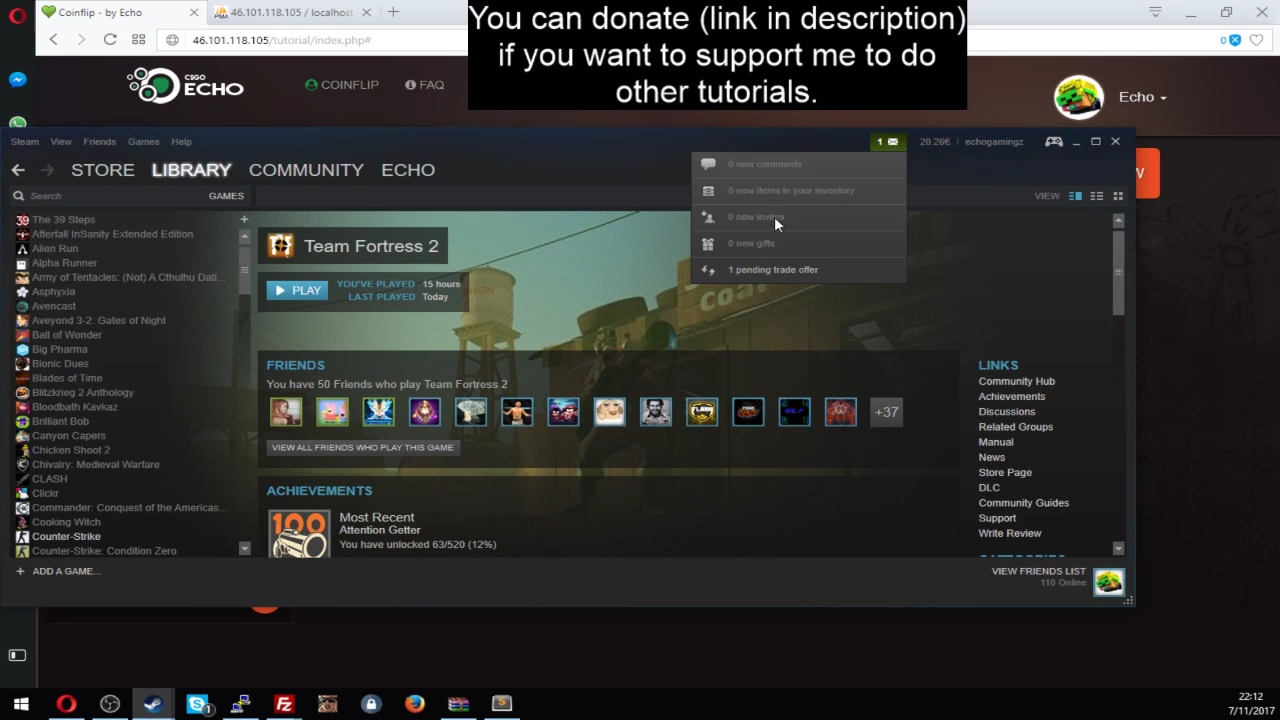 Coinflip - by Echo
46.101.118.105 / localhost
You can donate (link in description)
if you want to support me to do
other tutorials.
46.101.118.105/tutorial/index.php#
0
CSGO
ECHO
COINFLIP
FAQ
Echo
Steam
View
Friends
Games
Help
1
20.26€
echogamingz
STORE
LIBRARY
COMMUNITY
ECHO
0 new comments
0 new items in your inventory
0 new invites
0 new gifts
1 pending trade offer
Search
GAMES
VIEW
The 39 Steps
Afterfall InSanity Extended Edition
Alien Run
Alpha Runner
Army of Tentacles: (Not) A Cthulhu Dati...
Asphyxia
Avencast
Aveyond 3-2: Gates of Night
Ball of Wonder
Big Pharma
Bionic Dues
Blades of Time
Blitzkrieg 2 Anthology
Bloodbath Kavkaz
Brilliant Bob
Canyon Capers
Chicken Shoot 2
Chivalry: Medieval Warfare
CLASH
Clickr
Commander: Conquest of the Americas...
Cooking Witch
Counter-Strike
Counter-Strike: Condition Zero
Team Fortress 2
PLAY
YOU'VE PLAYED 15 hours
LAST PLAYED Today
FRIENDS
You have 50 Friends who play Team Fortress 2
+37
VIEW ALL FRIENDS WHO PLAY THIS GAME
ACHIEVEMENTS
100
Most Recent
Attention Getter
You have unlocked 63/520 (12%)
LINKS
Community Hub
Achievements
Discussions
Related Groups
Manual
News
Store Page
DLC
Community Guides
Support
Write Review
ADD A GAME...
VIEW FRIENDS LIST
110 Online
22:12
7/11/2017